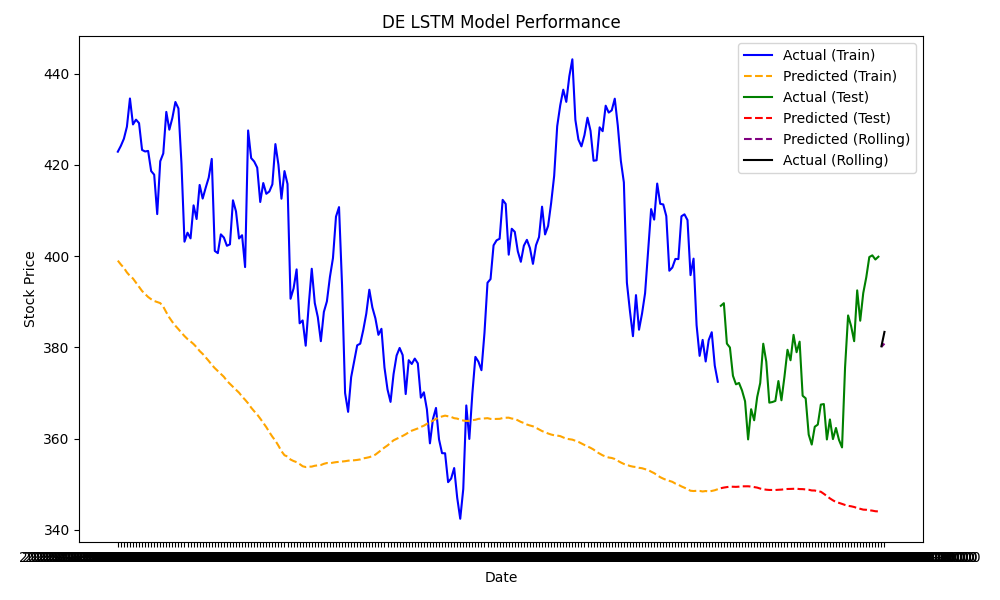 DE LSTM Model Performance
Actual (Train)
Predicted (Train)
Actual (Test)
Predicted (Test)
Predicted (Rolling)
Actual (Rolling)
Stock Price
440
420
400
380
360
340
Date